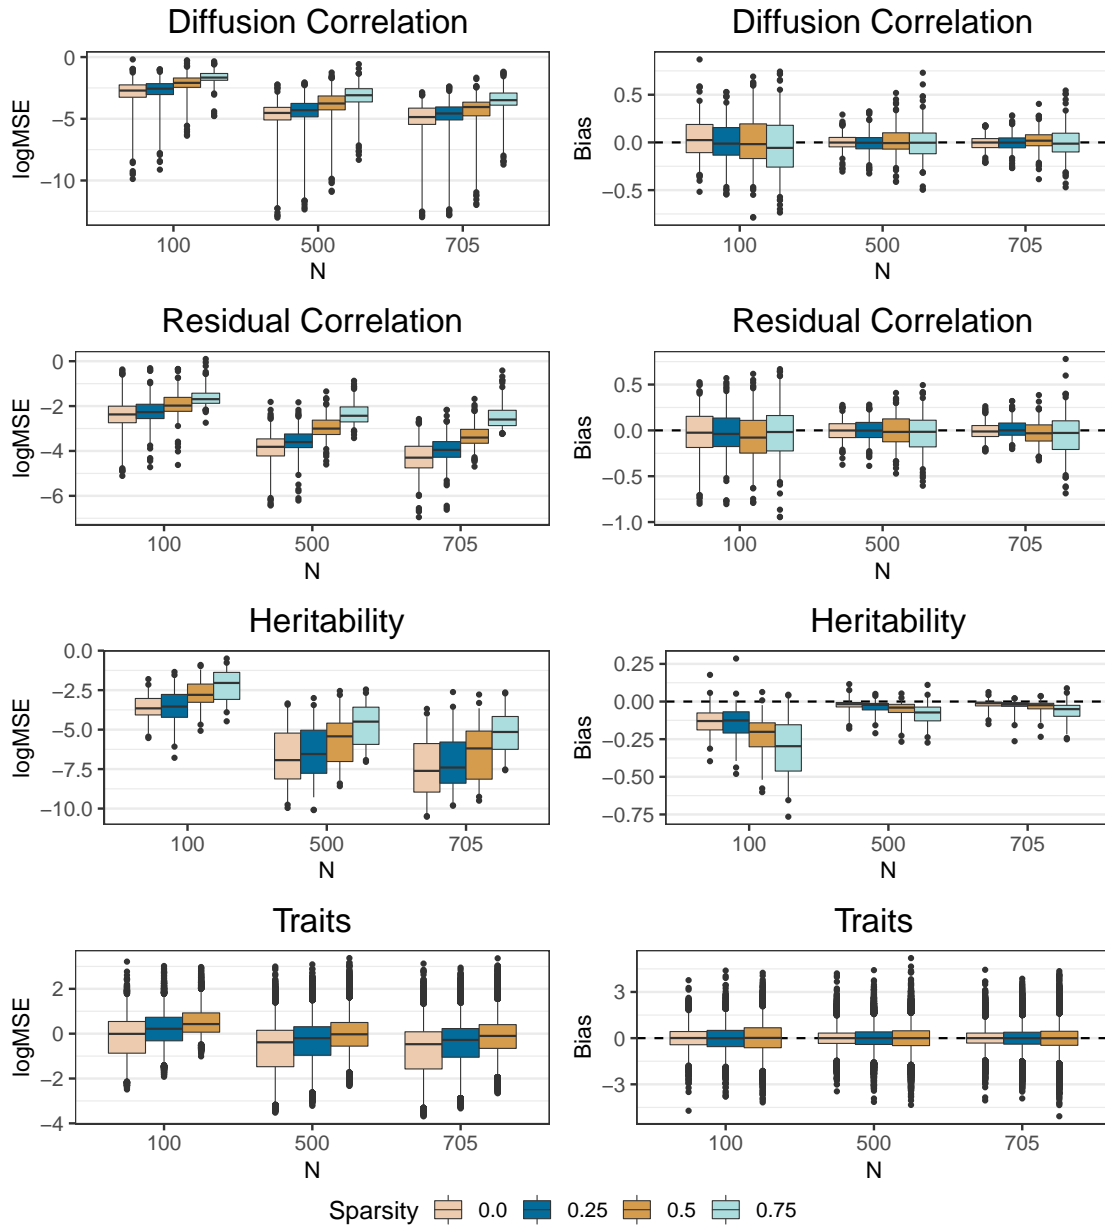 Diffusion Correlation
logMSE
0
−5
−10
100 500 705
N
Diffusion Correlation
Bias
0.5
0.0
−0.5
100 500 705
N
Residual Correlation
logMSE
0
−2
−4
−6
100 500 705
N
Residual Correlation
Bias
0.5
0.0
−0.5
−1.0
100 500 705
N
Heritability
logMSE
0.0
−2.5
−5.0
−7.5
−10.0
100 500 705
N
Heritability
Bias
0.25
0.00
−0.25
−0.50
−0.75
100 500 705
N
Traits
logMSE
2
0
−2
−4
100 500 705
N
Traits
Bias
3
0
−3
100 500 705
N
Sparsity 0.0 0.25 0.5 0.75